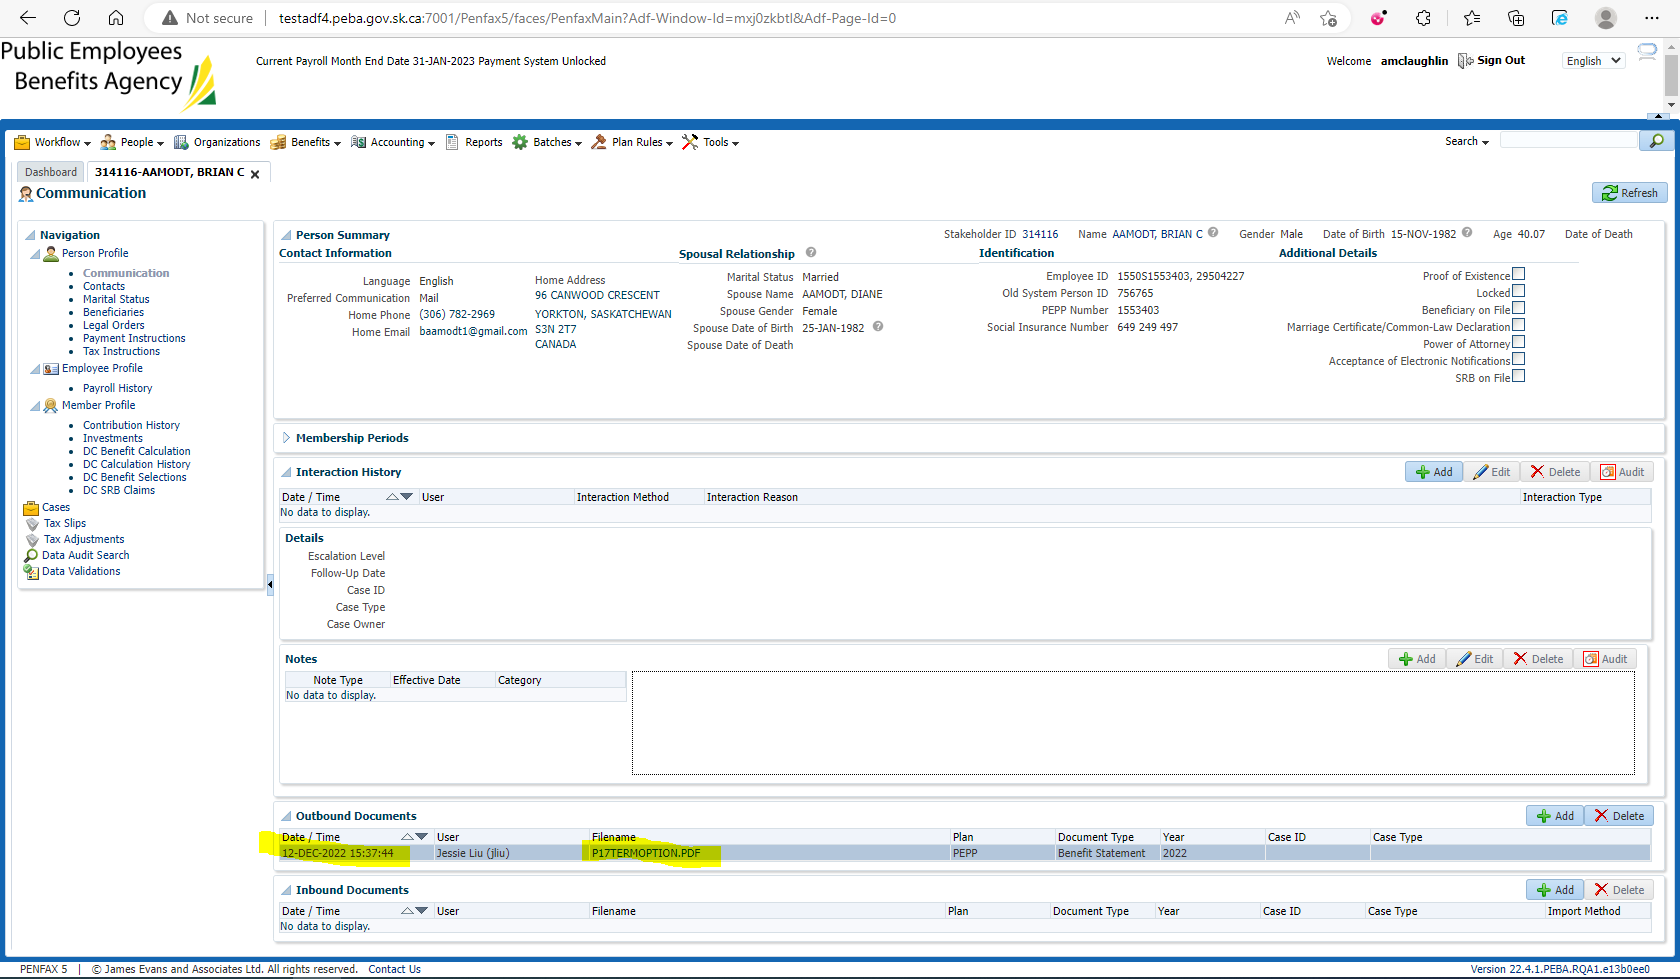 Not secure | testadf4.peba.gov.sk.ca:7001/Penfax5/faces/PenfaxMain?Adf-Window-Id=mxj0zkbtl&Adf-Page-Id=0
Public Employees
Benefits Agency
Current Payroll Month End Date 31-JAN-2023 Payment System Unlocked
Welcome amclaughlin Sign Out English
Workflow People Organizations Benefits Accounting Reports Batches Plan Rules Tools Search
Dashboard 314116-AAMODT, BRIAN C
Communication Refresh
Navigation
Person Profile
Communication
Contacts
Marital Status
Beneficiaries
Legal Orders
Payment Instructions
Tax Instructions
Employee Profile
Payroll History
Member Profile
Contribution History
Investments
DC Benefit Calculation
DC Calculation History
DC Benefit Selections
DC SRB Claims
Cases
Tax Slips
Tax Adjustments
Data Audit Search
Data Validations
Person Summary Stakeholder ID 314116 Name AAMODT, BRIAN C Gender Male Date of Birth 15-NOV-1982 Age 40.07 Date of Death
Contact Information
Language English
Preferred Communication Mail
Home Phone (306) 782-2969
Home Email baamodt1@gmail.com
Home Address
96 CANWOOD CRESCENT
YORKTON, SASKATCHEWAN
S3N 2T7
CANADA
Spousal Relationship
Marital Status Married
Spouse Name AAMODT, DIANE
Spouse Gender Female
Spouse Date of Birth 25-JAN-1982
Spouse Date of Death
Identification
Employee ID 1550S1553403, 29504227
Old System Person ID 756765
PEPP Number 1553403
Social Insurance Number 649 249 497
Additional Details
Proof of Existence
Locked
Beneficiary on File
Marriage Certificate/Common-Law Declaration
Power of Attorney
Acceptance of Electronic Notifications
SRB on File
Membership Periods
Interaction History Add Edit Delete Audit
Date / Time User Interaction Method Interaction Reason Interaction Type
No data to display.
Details
Escalation Level
Follow-Up Date
Case ID
Case Type
Case Owner
Notes Add Edit Delete Audit
Note Type Effective Date Category
No data to display.
Outbound Documents Add Delete
Date / Time User Filename Plan Document Type Year Case ID Case Type
12-DEC-2022 15:37:44 Jessie Liu (jliu) P17TERMOPTION.PDF PEPP Benefit Statement 2022
Inbound Documents Add Delete
Date / Time User Filename Plan Document Type Year Case ID Case Type Import Method
No data to display.
PENFAX 5 | © James Evans and Associates Ltd. All rights reserved. Contact Us Version 22.4.1.PEBA.RQA1.e13b0ee0